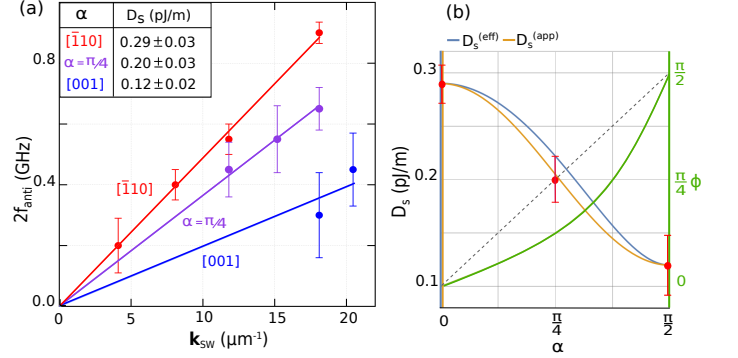 (a)
α D_s (pJ/m)
[1̄10] 0.29±0.03
α=π/4 0.20±0.03
[001] 0.12±0.02
0.8
0.4
0.0
2f_anti (GHz)
[1̄10]
α=π/4
[001]
0 5 10 15 20
k_SW (μm⁻¹)
(b)
D_s^(eff) D_s^(app)
0.3
0.2
0.1
D_s (pJ/m)
π/2
π/4
0
ϕ
0 π/4 π/2
α